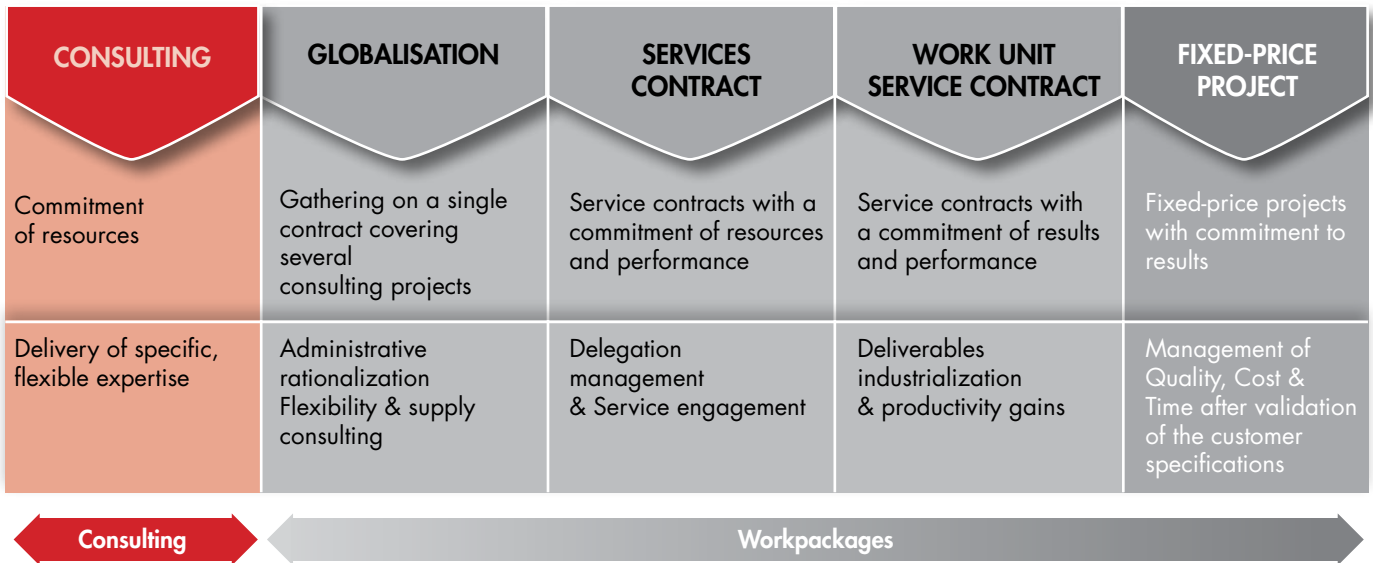 CONSULTING
GLOBALISATION
SERVICES
CONTRACT
WORK UNIT
SERVICE CONTRACT
FIXED-PRICE
PROJECT
Commitment
of resources
Gathering on a single
contract covering
several
consulting projects
Service contracts with a
commitment of resources
and performance
Service contracts with
a commitment of results
and performance
Fixed-price projects
with commitment to
results
Delivery of specific,
flexible expertise
Administrative
rationalization
Flexibility & supply
consulting
Delegation
management
& Service engagement
Deliverables
industrialization
& productivity gains
Management of
Quality, Cost &
Time after validation
of the customer
specifications
Consulting
Workpackages